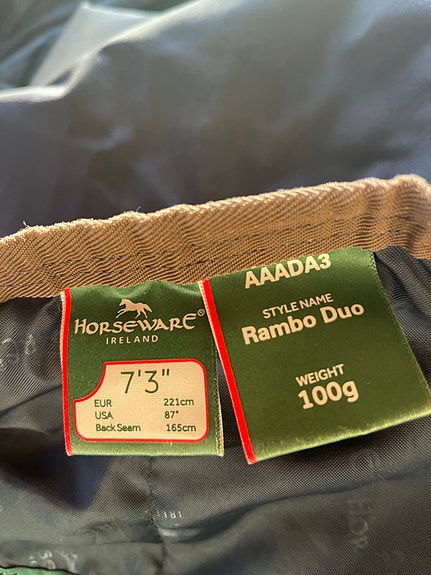 HORSEWARE®
IRELAND
7'3"
EUR 221cm
USA 87"
Back Seam 165cm
AAADA3
STYLE NAME
Rambo Duo
WEIGHT
100g